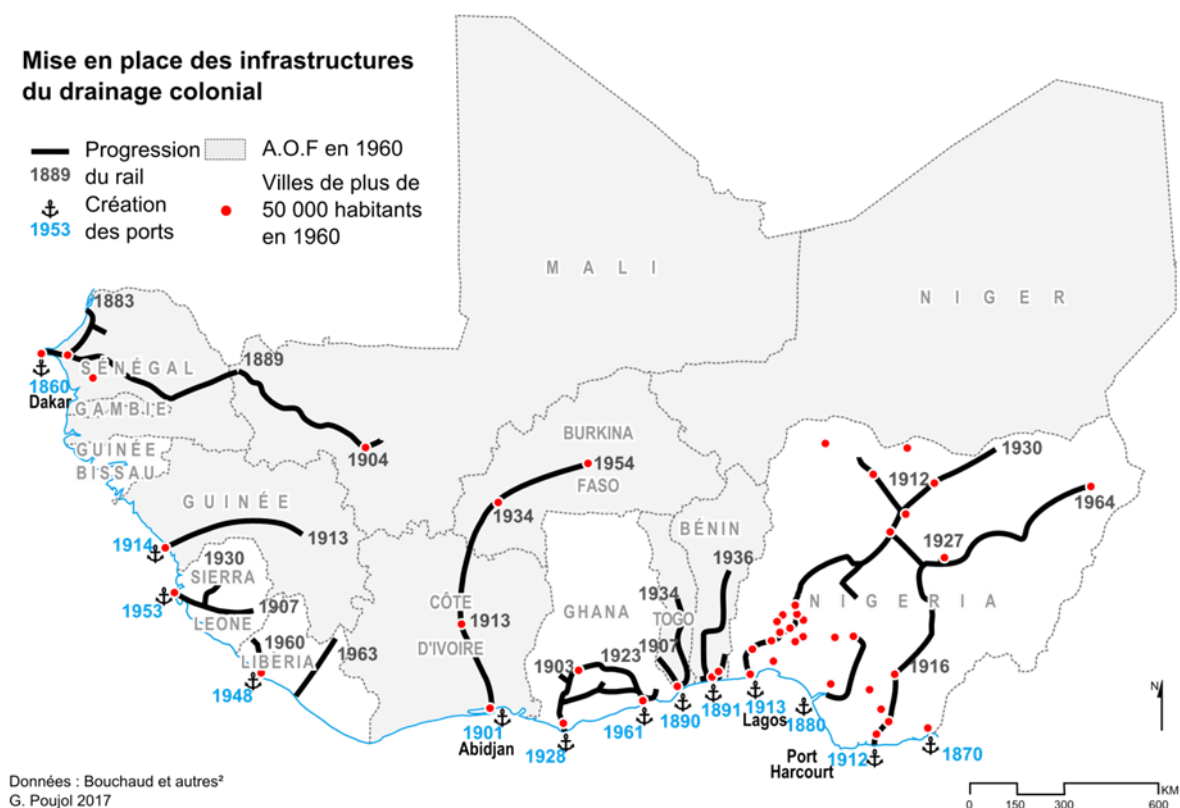 Mise en place des infrastructures
du drainage colonial
Progression
1889 du rail
Création
1953 des ports
A.O.F en 1960
Villes de plus de
50 000 habitants
en 1960
MALI
NIGER
1883
SÉNÉGAL
1889
1860
Dakar
GAMBIE
1904
GUINÉE
BISSAU
GUINÉE
1914
1913
1930
SIERRA
1953
1907
LEONE
1960
LIBÉRIA
1963
1948
BURKINA
1954
FASO
1934
CÔTE
1913
D'IVOIRE
1901
Abidjan
GHANA
1903
1923
1928
1961
BÉNIN
1936
1934
TOGO
1907
1890
1891
1930
1912
1964
1927
NIGERIA
1916
1913
Lagos
1880
Port
Harcourt
1912
1870
N
KM
0 150 300 600
Données : Bouchaud et autres²
G. Poujol 2017